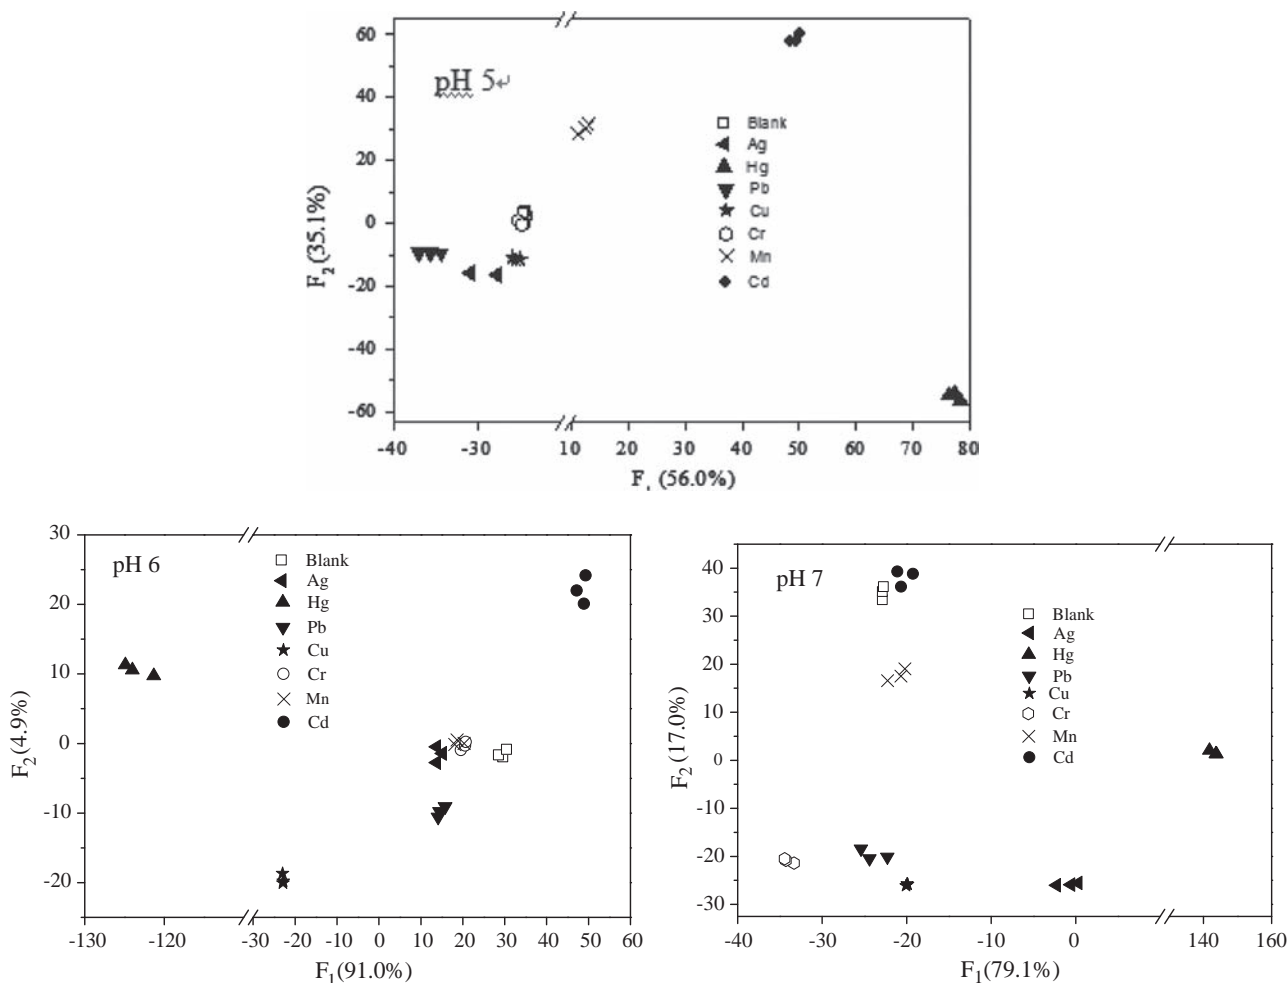 60
40
20
0
-20
-40
-60
F2 (35.1%)
pH 5↵
Blank
Ag
Hg
Pb
Cu
Cr
Mn
Cd
-40 -30 10 20 30 40 50 60 70 80
F1 (56.0%)
30
20
10
0
-10
-20
F2 (4.9%)
pH 6
Blank
Ag
Hg
Pb
Cu
Cr
Mn
Cd
-130 -120 -30 -20 -10 0 10 20 30 40 50 60
F1(91.0%)
40
30
20
10
0
-10
-20
-30
F2 (17.0%)
pH 7
Blank
Ag
Hg
Pb
Cu
Cr
Mn
Cd
-40 -30 -20 -10 0 140 160
F1(79.1%)